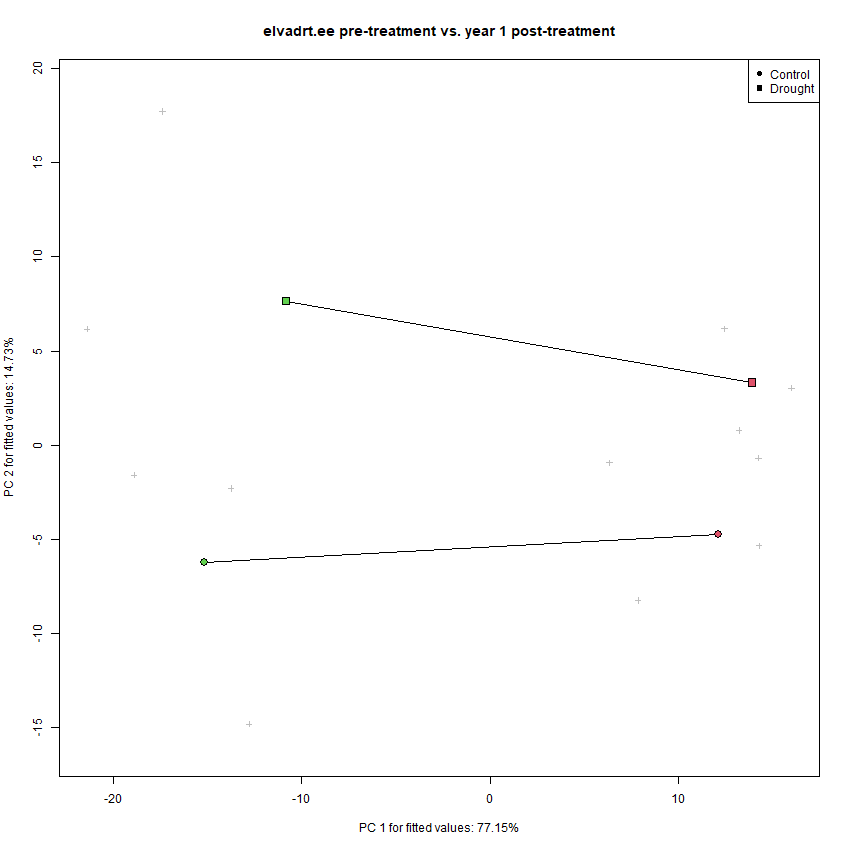 elvadrt.ee pre-treatment vs. year 1 post-treatment
Control
Drought
20
15
10
5
0
-5
-10
-15
PC 2 for fitted values: 14.73%
-20
-10
0
10
PC 1 for fitted values: 77.15%